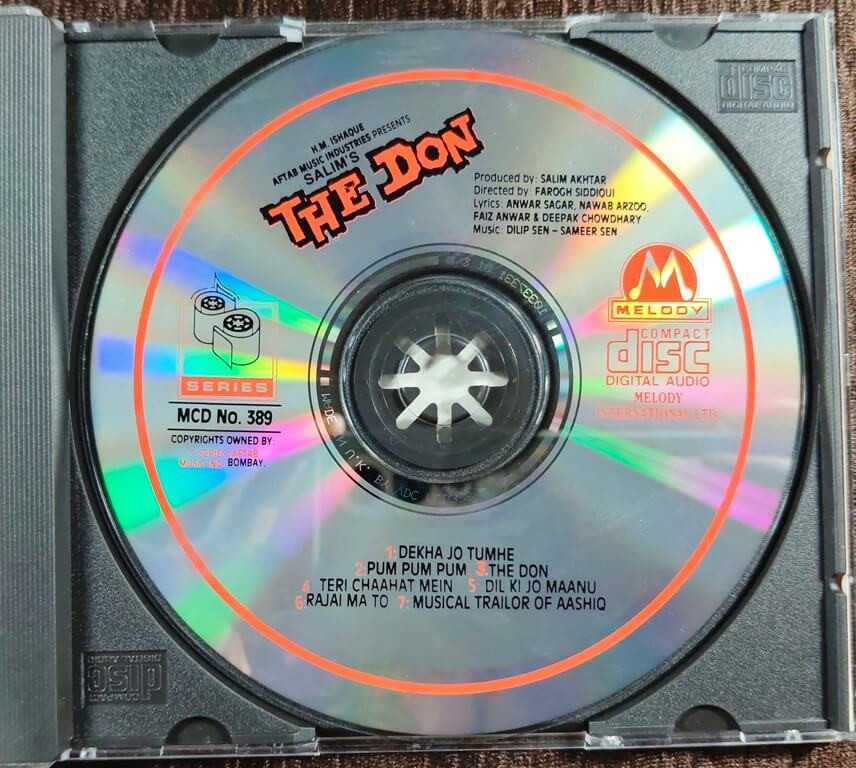 H.M. ISHAQUE
AFTAB MUSIC INDUSTRIES PRESENTS
SALIM'S
THE DON
Produced by: SALIM AKHTAR
Directed by: FAROGH SIDDIQUI
Lyrics: ANWAR SAGAR, NAWAB ARZOO,
FAIZ ANWAR & DEEPAK CHOWDHARY
Music: DILIP SEN – SAMEER SEN
COMPACT
disc
DIGITAL AUDIO
MELODY
COMPACT
disc
DIGITAL AUDIO
MELODY
INTERNATIONAL LTD.
SERIES
MCD No. 389
COPYRIGHTS OWNED BY:
SERIES AFTAB
MUSIC IND. BOMBAY.
MADE IN U.K.
1:DEKHA JO TUMHE
2:PUM PUM PUM 3.THE DON
4 TERI CHAAHAT MEIN 5: DIL KI JO MAANU
6:RAJAI MA TO 7: MUSICAL TRAILOR OF AASHIQ
COMPACT
disc
DIGITAL AUDIO